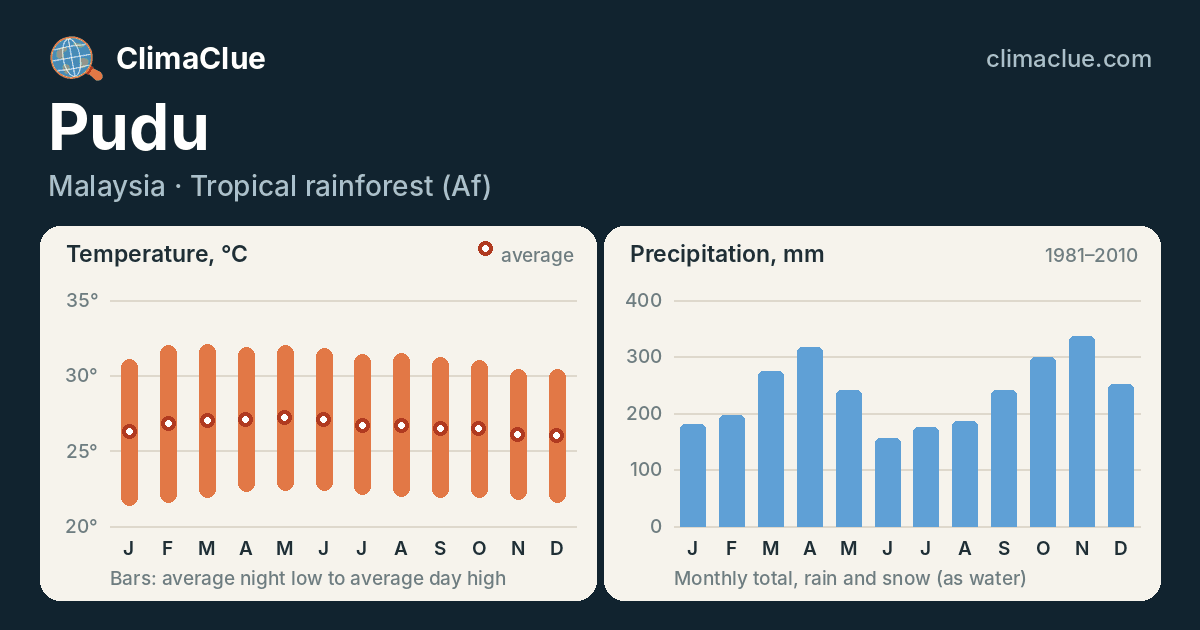 ClimaClue
climaclue.com
Pudu
Malaysia · Tropical rainforest (Af)
Temperature, °C
average
35°
30°
25°
20°
J F M A M J J A S O N D
Bars: average night low to average day high
Precipitation, mm
1981–2010
400
300
200
100
0
J F M A M J J A S O N D
Monthly total, rain and snow (as water)